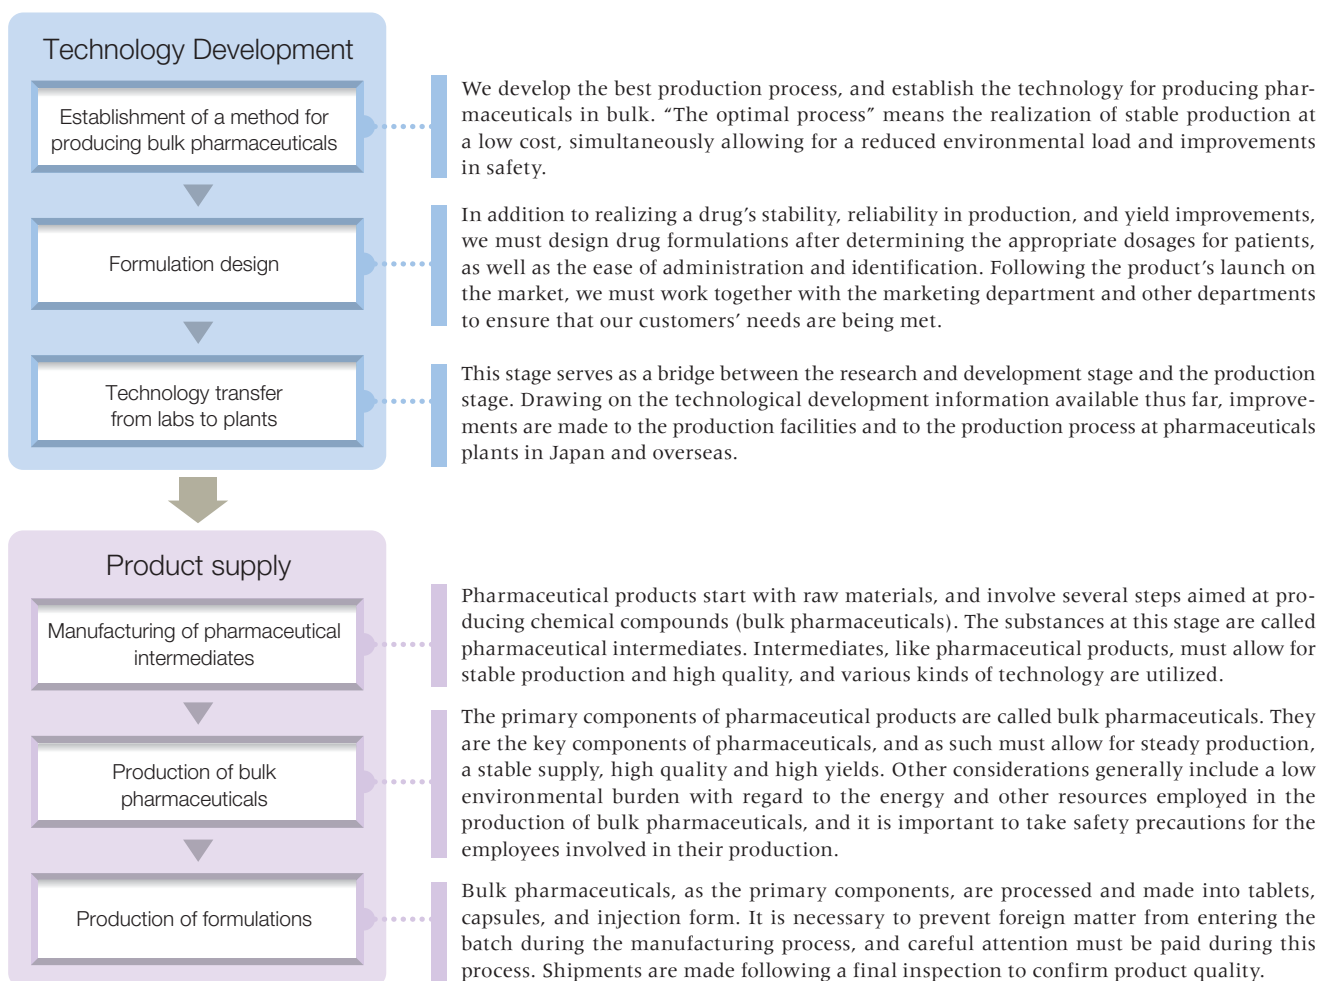 Technology Development
Establishment of a method for
producing bulk pharmaceuticals
We develop the best production process, and establish the technology for producing phar-
maceuticals in bulk. “The optimal process” means the realization of stable production at
a low cost, simultaneously allowing for a reduced environmental load and improvements
in safety.
Formulation design
In addition to realizing a drug’s stability, reliability in production, and yield improvements,
we must design drug formulations after determining the appropriate dosages for patients,
as well as the ease of administration and identification. Following the product’s launch on
the market, we must work together with the marketing department and other departments
to ensure that our customers’ needs are being met.
Technology transfer
from labs to plants
This stage serves as a bridge between the research and development stage and the production
stage. Drawing on the technological development information available thus far, improve-
ments are made to the production facilities and to the production process at pharmaceuticals
plants in Japan and overseas.
Product supply
Manufacturing of pharmaceutical
intermediates
Pharmaceutical products start with raw materials, and involve several steps aimed at pro-
ducing chemical compounds (bulk pharmaceuticals). The substances at this stage are called
pharmaceutical intermediates. Intermediates, like pharmaceutical products, must allow for
stable production and high quality, and various kinds of technology are utilized.
Production of bulk
pharmaceuticals
The primary components of pharmaceutical products are called bulk pharmaceuticals. They
are the key components of pharmaceuticals, and as such must allow for steady production,
a stable supply, high quality and high yields. Other considerations generally include a low
environmental burden with regard to the energy and other resources employed in the
production of bulk pharmaceuticals, and it is important to take safety precautions for the
employees involved in their production.
Production of formulations
Bulk pharmaceuticals, as the primary components, are processed and made into tablets,
capsules, and injection form. It is necessary to prevent foreign matter from entering the
batch during the manufacturing process, and careful attention must be paid during this
process. Shipments are made following a final inspection to confirm product quality.